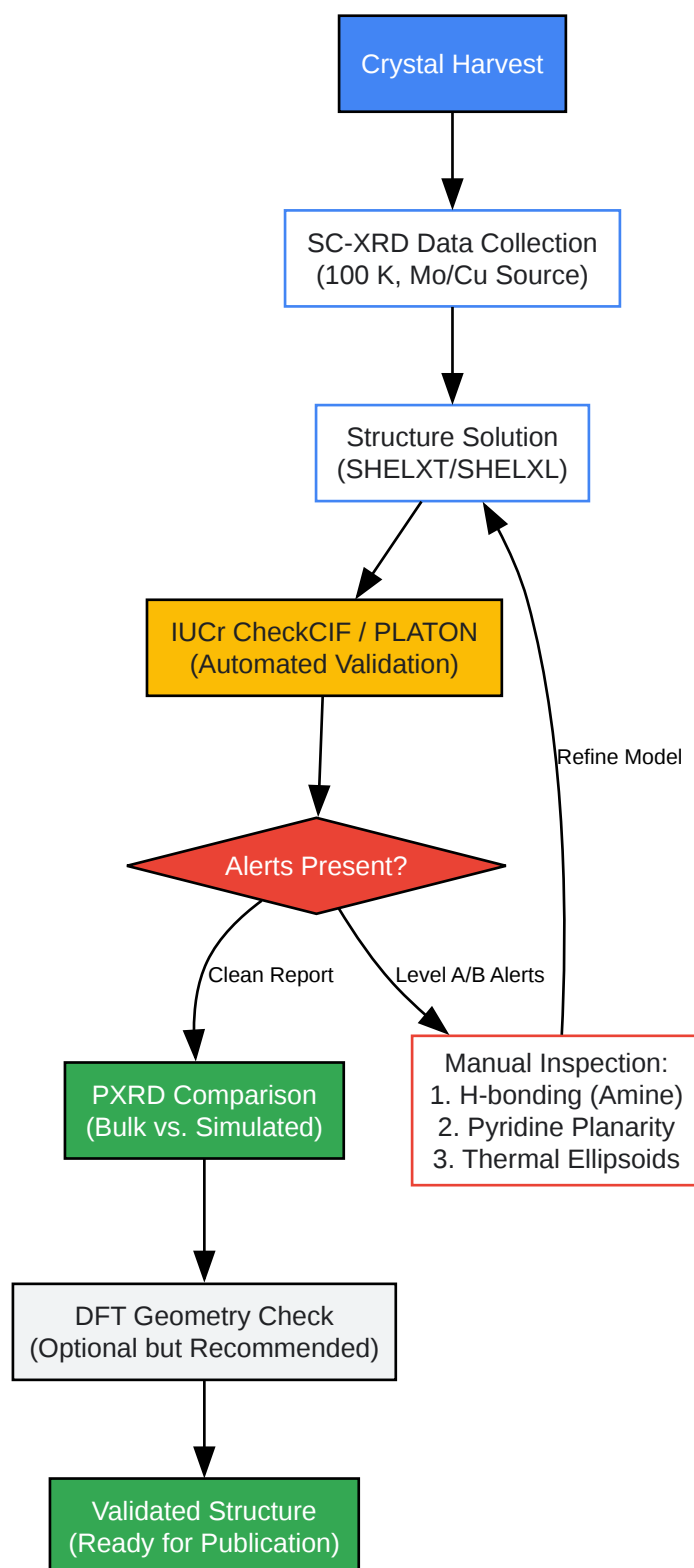 Crystal Harvest
SC-XRD Data Collection
(100 K, Mo/Cu Source)
Structure Solution
(SHELXT/SHELXL)
IUCr CheckCIF / PLATON
(Automated Validation)
Refine Model
Alerts Present?
Clean Report
Level A/B Alerts
Manual Inspection:
1. H-bonding (Amine)
2. Pyridine Planarity
3. Thermal Ellipsoids
PXRD Comparison
(Bulk vs. Simulated)
DFT Geometry Check
(Optional but Recommended)
Validated Structure
(Ready for Publication)